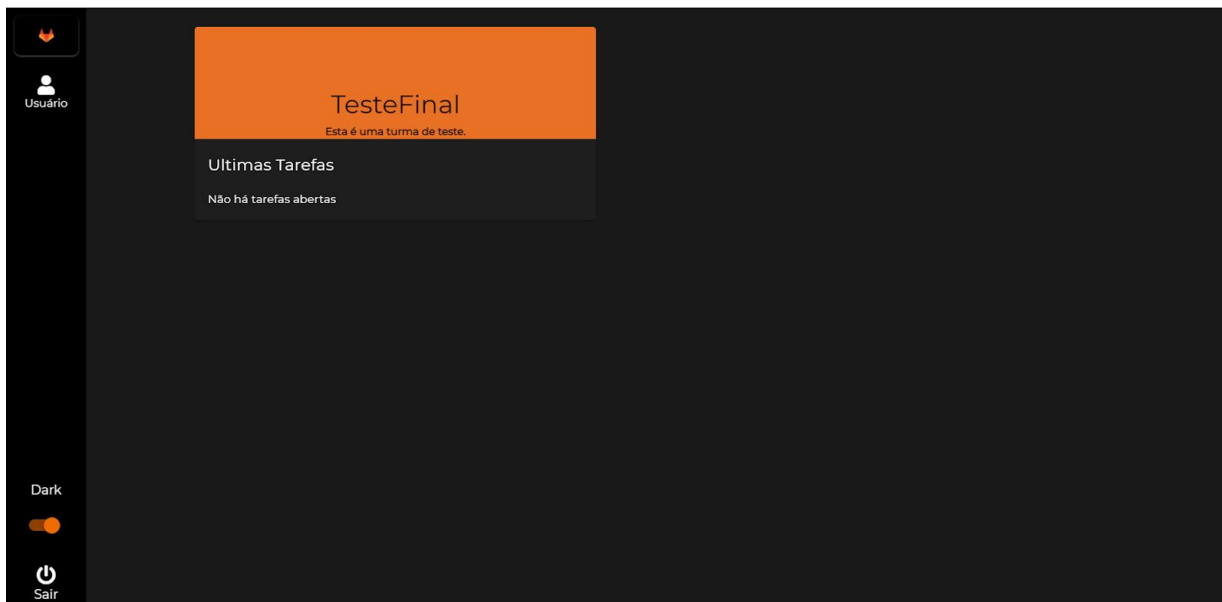 Usuário
TesteFinal
Esta é uma turma de teste.
Ultimas Tarefas
Não há tarefas abertas
Dark
Sair